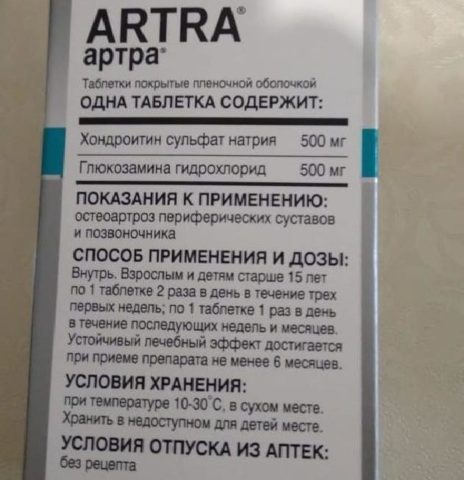 ARTRA®
артра®
Таблетки покрытые пленочной оболочкой
ОДНА ТАБЛЕТКА СОДЕРЖИТ:
Хондроитин сульфат натрия 500 мг
Глюкозамина гидрохлорид 500 мг
ПОКАЗАНИЯ К ПРИМЕНЕНИЮ:
остеоартроз периферических суставов
и позвоночника
СПОСОБ ПРИМЕНЕНИЯ И ДОЗЫ:
Внутрь. Взрослым и детям старше 15 лет
по 1 таблетке 2 раза в день в течение трех
первых недель; по 1 таблетке 1 раз в день
в течение последующих недель и месяцев.
Устойчивый лечебный эффект достигается
при приеме препарата не менее 6 месяцев.
УСЛОВИЯ ХРАНЕНИЯ:
при температуре 10-30°С, в сухом месте.
Хранить в недоступном для детей месте.
УСЛОВИЯ ОТПУСКА ИЗ АПТЕК:
без рецепта